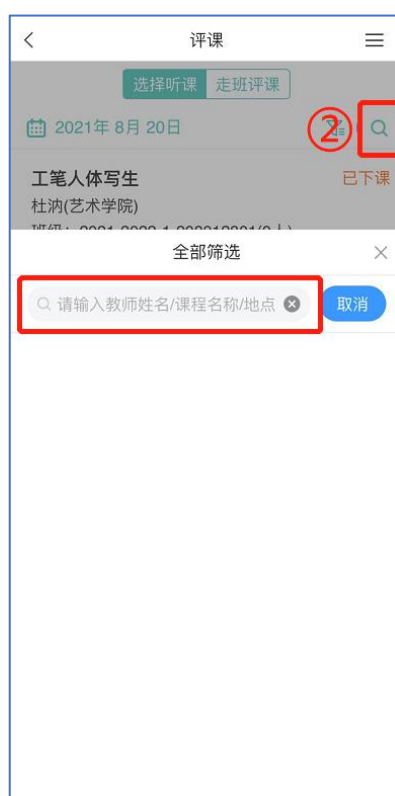 评课
选择听课 走班评课
2021年 8月 20日 ②
工笔人体写生 已下课
杜汭(艺术学院)
全部筛选
请输入教师姓名/课程名称/地点 取消